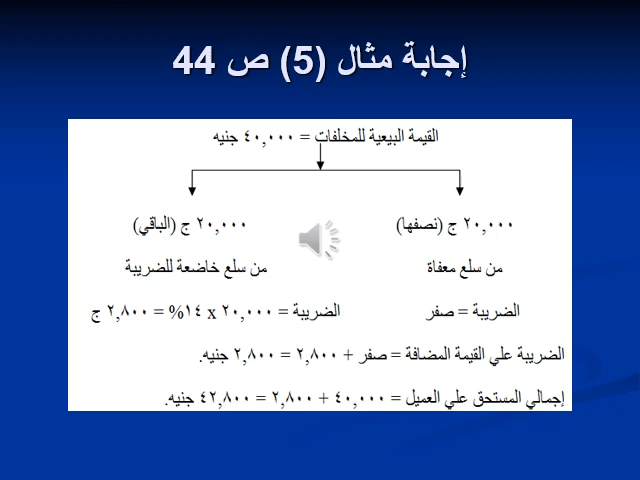 إجابة مثال (5) ص 44
القيمة البيعية للمخلفات = ٤٠,٠٠٠ جنيه
٢٠,٠٠٠ ج (نصفها)
٢٠,٠٠٠ ج (الباقي)
من سلع معفاة
من سلع خاضعة للضريبة
الضريبة = صفر
الضريبة = ٢٠,٠٠٠ x ١٤% = ٢,٨٠٠ ج
الضريبة علي القيمة المضافة = صفر + ٢,٨٠٠ = ٢,٨٠٠ جنيه.
إجمالي المستحق علي العميل = ٤٠,٠٠٠ + ٢,٨٠٠ = ٤٢,٨٠٠ جنيه.